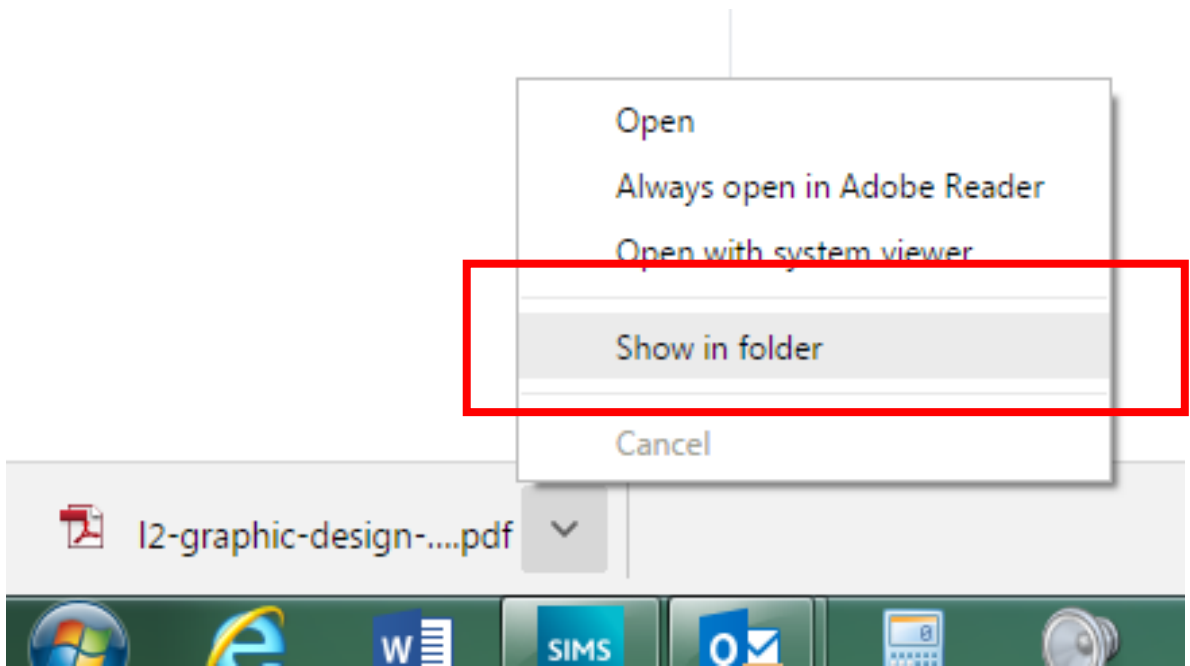 Open
Always open in Adobe Reader
Open with system viewer
Show in folder
Cancel
l2-graphic-design-....pdf
W
SIMS
O
0